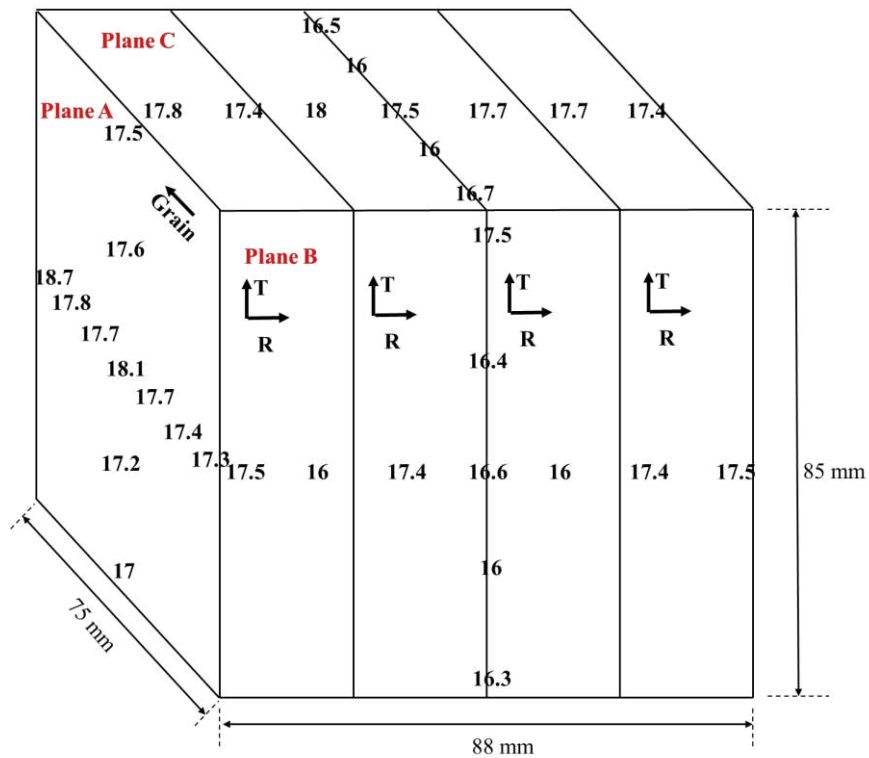 16.5
Plane C
16
Plane A 17.8 17.4 18 17.5 17.7 17.7 17.4
17.5
16
16.7
Grain
17.5
17.6
Plane B
18.7
17.8
T T T T
R R R R
17.7
16.4
18.1
17.7
17.4
17.2 17.3 17.5 16 17.4 16.6 16 17.4 17.5 85 mm
17
16
75 mm
16.3
88 mm